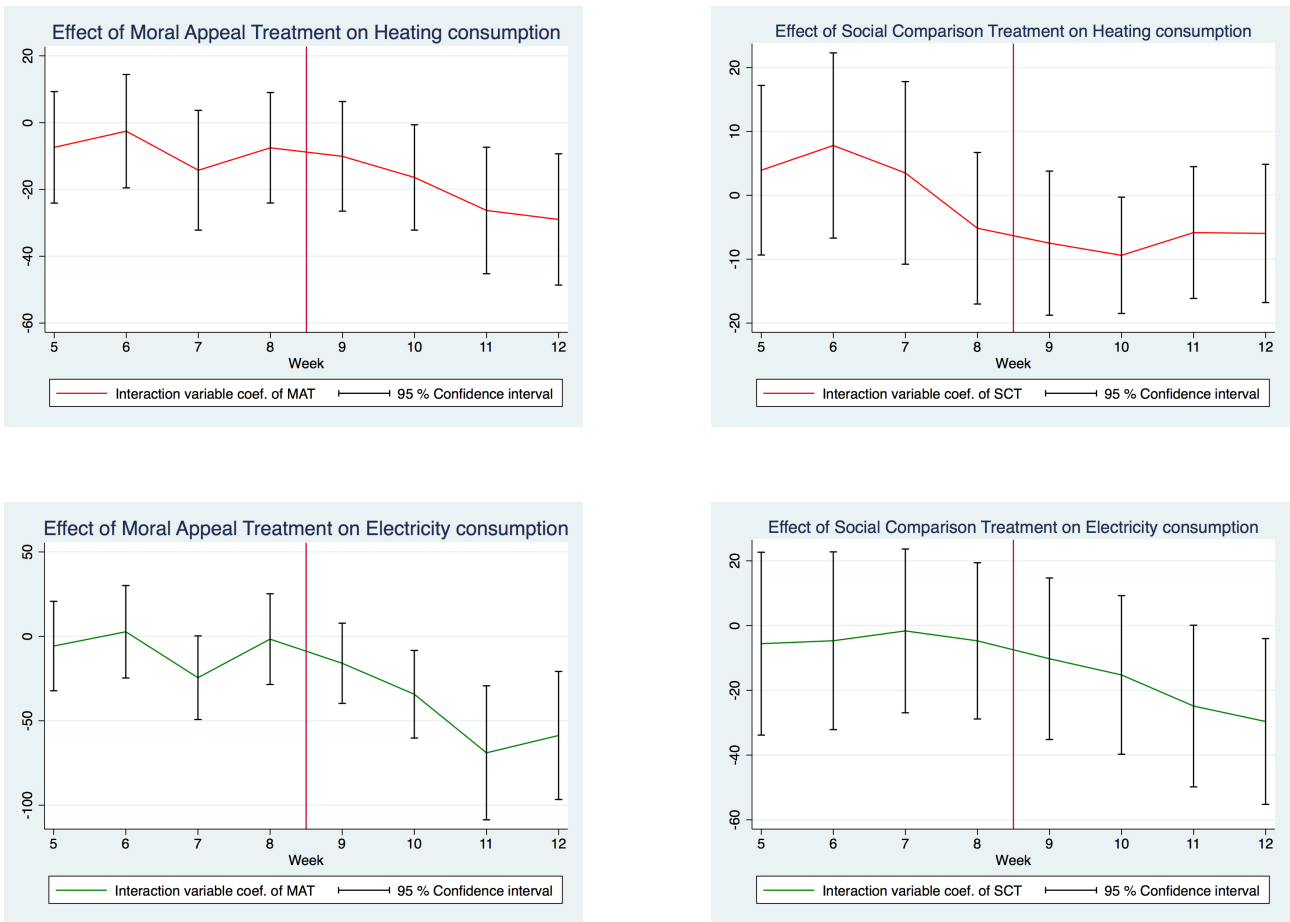 Effect of Moral Appeal Treatment on Heating consumption
20
0
-20
-40
-60
5 6 7 8 9 10 11 12
Week
Interaction variable coef. of MAT 95 % Confidence interval
Effect of Social Comparison Treatment on Heating consumption
20
10
0
-10
-20
5 6 7 8 9 10 11 12
Week
Interaction variable coef. of SCT 95 % Confidence interval
Effect of Moral Appeal Treatment on Electricity consumption
50
0
-50
-100
5 6 7 8 9 10 11 12
Week
Interaction variable coef. of MAT 95 % Confidence interval
Effect of Social Comparison Treatment on Electricity consumption
20
0
-20
-40
-60
5 6 7 8 9 10 11 12
Week
Interaction variable coef. of SCT 95 % Confidence interval